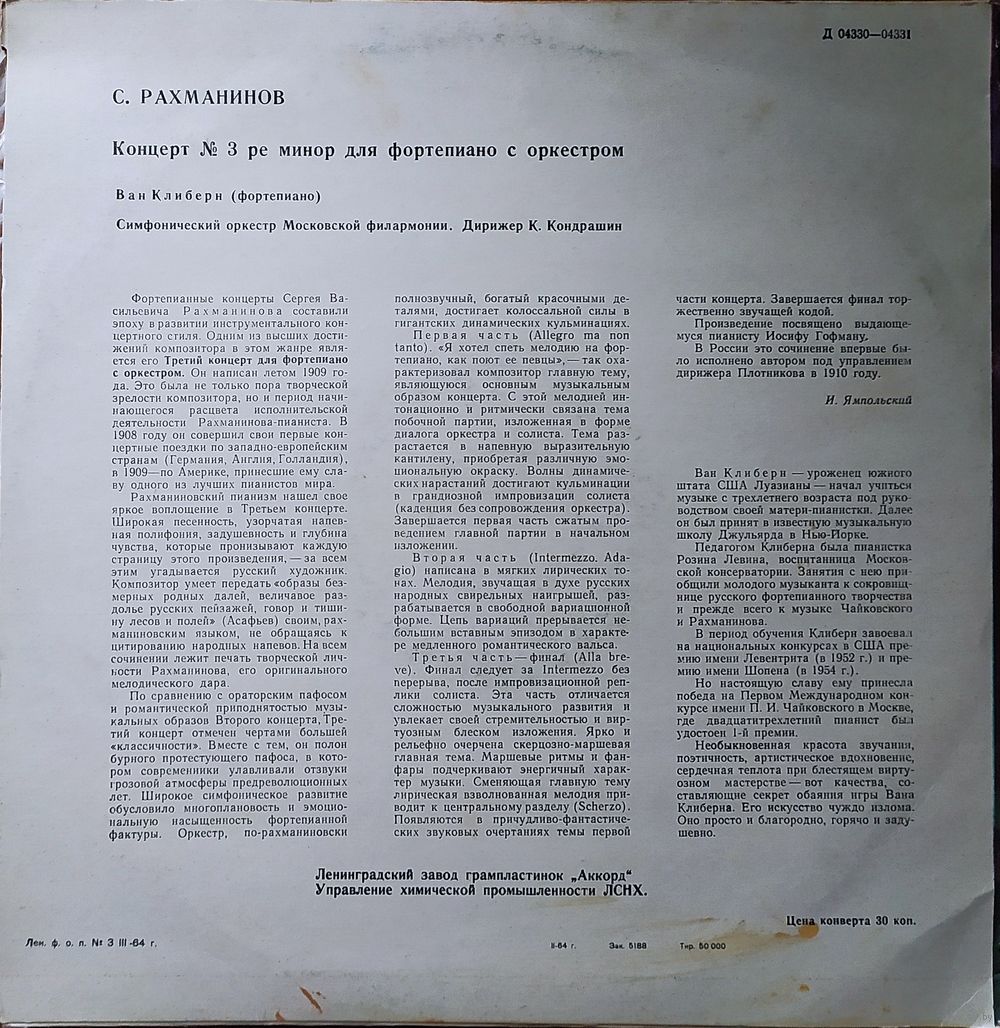 Д 04330—04331
С. РАХМАНИНОВ
Концерт № 3 ре минор для фортепиано с оркестром
Ван Клиберн (фортепиано)
Симфонический оркестр Московской филармонии. Дирижер К. Кондрашин
Фортепианные концерты Сергея Ва-
сильевича Рахманинова составили
эпоху в развитии инструментального кон-
цертного стиля. Одним из высших дости-
жений композитора в этом жанре явля-
ется его Третий концерт для фортепиано
с оркестром. Он написан летом 1909 го-
да. Это была не только пора творческой
зрелости композитора, но и период начи-
нающегося расцвета исполнительской
деятельности Рахманинова-пианиста. В
1908 году он совершил свои первые кон-
цертные поездки по западно-европейским
странам (Германия, Англия, Голландия),
в 1909—по Америке, принесшие ему сла-
ву одного из лучших пианистов мира.
Рахманиновский пианизм нашел свое
яркое воплощение в Третьем концерте.
Широкая песенность, узорчатая напев-
ная полифония, задушевность и глубина
чувства, которые пронизывают каждую
страницу этого произведения, — за всем
этим угадывается русский художник.
Композитор умеет передать «образы без-
мерных родных далей, величавое раз-
долье русских пейзажей, говор и тиши-
ну лесов и полей» (Асафьев) своим, рах-
маниновским языком, не обращаясь к
цитированию народных напевов. На всем
сочинении лежит печать творческой лич-
ности Рахманинова, его оригинального
мелодического дара.
По сравнению с ораторским пафосом
и романтической приподнятостью музы-
кальных образов Второго концерта, Тре-
тий концерт отмечен чертами большей
«классичности». Вместе с тем, он полон
бурного протестующего пафоса, в кото-
ром современники улавливали отзвуки
грозовой атмосферы предреволюционных
лет. Широкое симфоническое развитие
обусловило многоплановость и эмоцио-
нальную насыщенность фортепианной
фактуры. Оркестр, по-рахманиновски
полнозвучный, богатый красочными де-
талями, достигает колоссальной силы в
гигантских динамических кульминациях.
Первая часть (Allegro ma non
tanto). «Я хотел спеть мелодию на фор-
тепиано, как поют ее певцы»,—так оха-
рактеризовал композитор главную тему,
являющуюся основным музыкальным
образом концерта. С этой мелодией ин-
тонационно и ритмически связана тема
побочной партии, изложенная в форме
диалога оркестра и солиста. Тема раз-
растается в напевную выразительную
кантилену, приобретая различную эмо-
циональную окраску. Волны динамиче-
ских нарастаний достигают кульминации
в грандиозной импровизации солиста
(каденция без сопровождения оркестра).
Завершается первая часть сжатым про-
ведением главной партии в начальном
изложении.
Вторая часть (Intermezzo. Ada-
gio) написана в мягких лирических то-
нах. Мелодия, звучащая в духе русских
народных свирельных наигрышей, раз-
рабатывается в свободной вариационной
форме. Цепь вариаций прерывается не-
большим вставным эпизодом в характе-
ре медленного романтического вальса.
Третья часть—финал (Alla bre-
ve). Финал следует за Intermezzo без
перерыва, после импровизационной реп-
лики солиста. Эта часть отличается
сложностью музыкального развития и
увлекает своей стремительностью и вир-
туозным блеском изложения. Ярко и
рельефно очерчена скерцозно-маршевая
главная тема. Маршевые ритмы и фан-
фары подчеркивают энергичный харак-
тер музыки. Сменяющая главную тему
лирическая взволнованная мелодия при-
водит к центральному разделу (Scherzo).
Появляются в причудливо-фантастиче-
ских звуковых очертаниях темы первой
части концерта. Завершается финал тор-
жественно звучащей кодой.
Произведение посвящено выдающе-
муся пианисту Иосифу Гофману.
В России это сочинение впервые бы-
ло исполнено автором под управлением
дирижера Плотникова в 1910 году.
И. Ямпольский
Ван Клиберн — уроженец южного
штата США Луазианы — начал учиться
музыке с трехлетнего возраста под руко-
водством своей матери-пианистки. Далее
он был принят в известную музыкальную
школу Джульярда в Нью-Йорке.
Педагогом Клиберна была пианистка
Розина Левина, воспитанница Москов-
ской консерватории. Занятия с нею при-
общили молодого музыканта к сокровищ-
нице русского фортепианного творчества
и прежде всего к музыке Чайковского
и Рахманинова.
В период обучения Клиберн завоевал
на национальных конкурсах в США пре-
мию имени Левентрита (в 1952 г.) и пре-
мию имени Шопена (в 1954 г.).
Но настоящую славу ему принесла
победа на Первом Международном кон-
курсе имени П. И. Чайковского в Москве,
где двадцатитрехлетний пианист был
удостоен 1-й премии.
Необыкновенная красота звучания,
поэтичность, артистическое вдохновение,
сердечная теплота при блестящем вирту-
озном мастерстве — вот качества, со-
ставляющие секрет обаяния игры Вана
Клиберна. Его искусство чуждо излома.
Оно просто и благородно, горячо и заду-
шевно.
Ленинградский завод грампластинок „Аккорд“
Управление химической промышленности ЛСНХ.
Цена конверта 30 коп.
Лен. ф. о. п. № 3 III-64 г.
II-64 г. Зак. 5188 Тир. 50 000